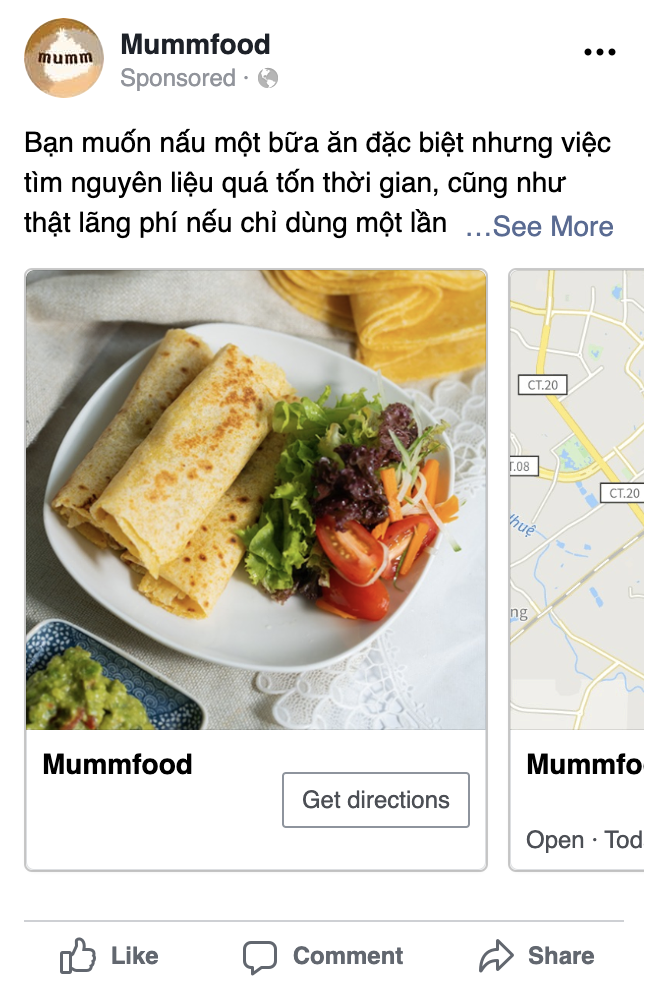 mumm
Mummfood
Sponsored ·
Bạn muốn nấu một bữa ăn đặc biệt nhưng việc
tìm nguyên liệu quá tốn thời gian, cũng như
thật lãng phí nếu chỉ dùng một lần ...See More
CT.20
T.08
CT.20
huệ
ng
Mummfood
Get directions
Mummfo
Open · Tod
Like
Comment
Share